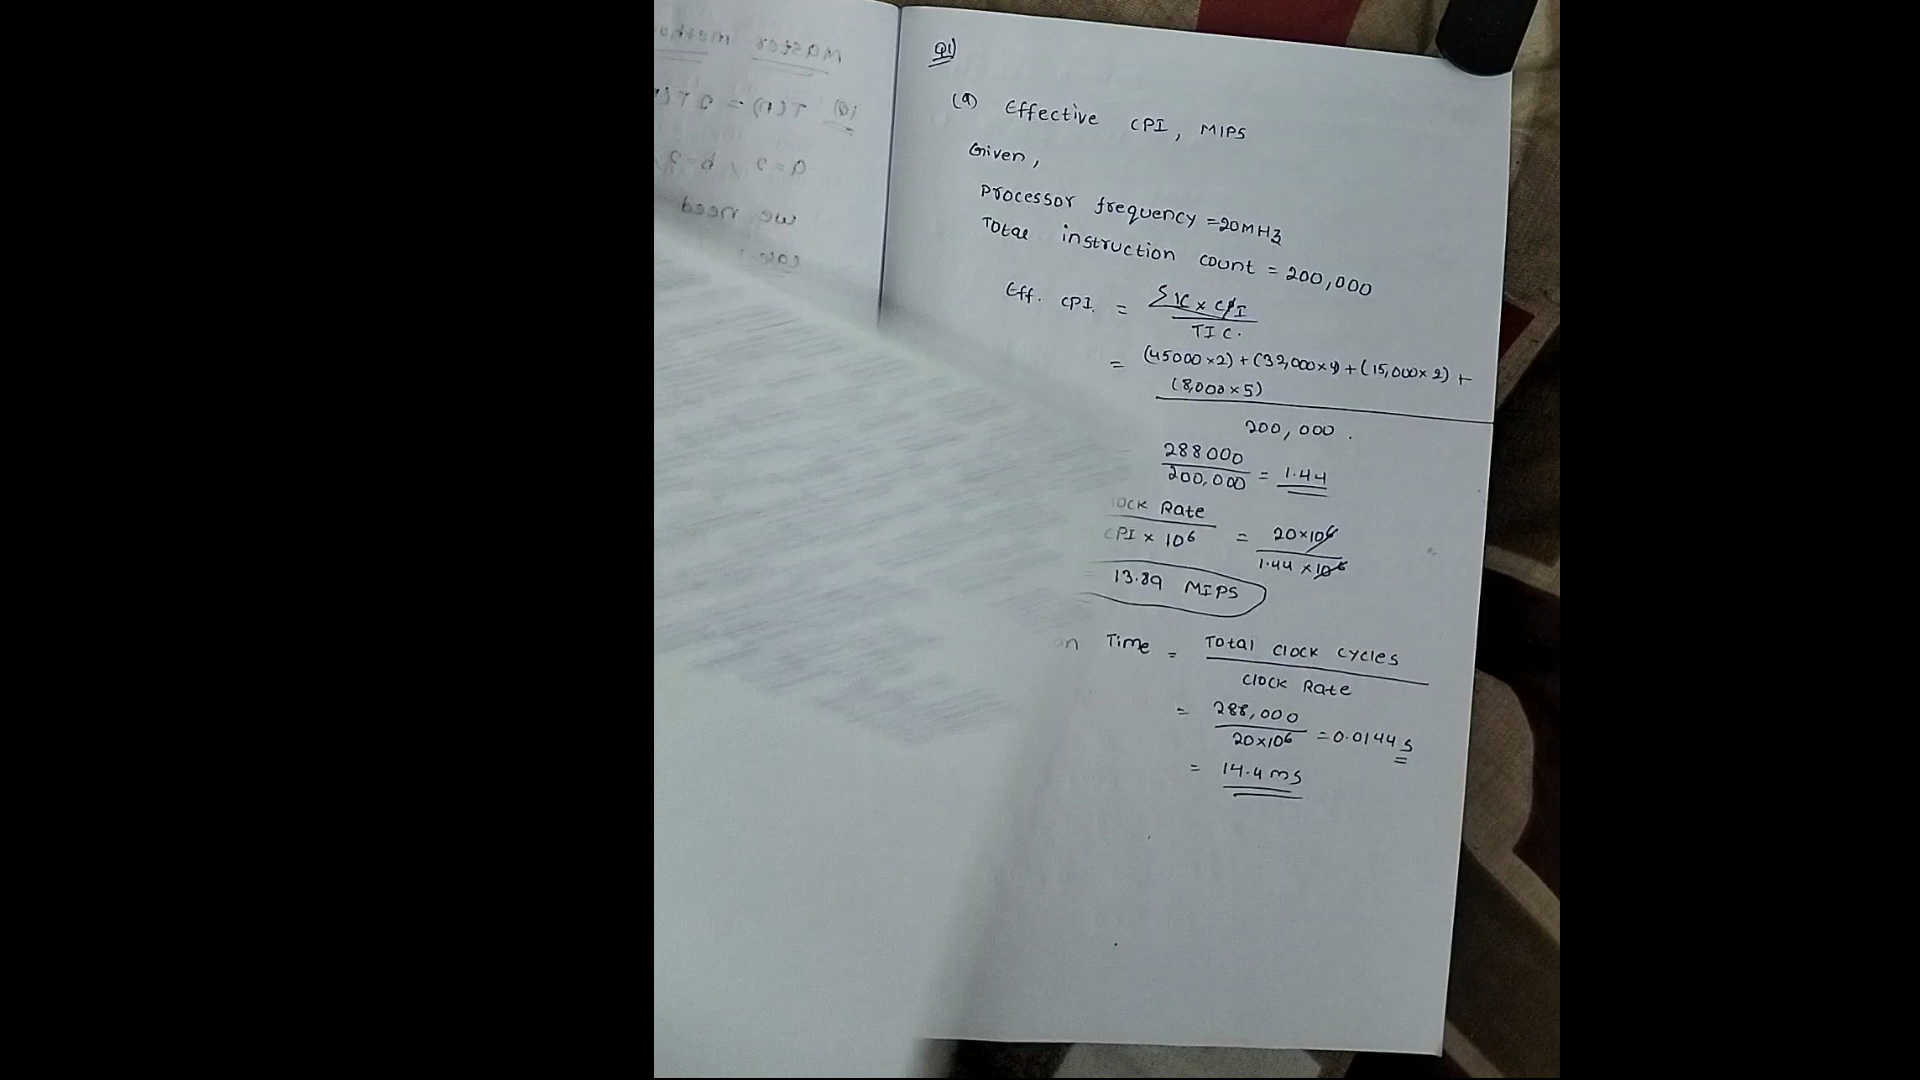 Q1)
(a) Effective CPI, MIPS
Given,
Processor frequency = 20MHz
Total instruction count = 200,000
Eff. CPI. = Σ IC x CPI
TIC.
= (45000×2) + (32,000×4) + (15,000×2) +
(8,000×5)
200,000.
288000
200,000 = 1.44
lock Rate
CPI × 10⁶ = 20×10⁶
1.44 ×10⁶
= 13.89 MIPS
on Time = Total clock cycles
Clock Rate
= 288,000
20×10⁶ = 0.0144 s
= 14.4 ms